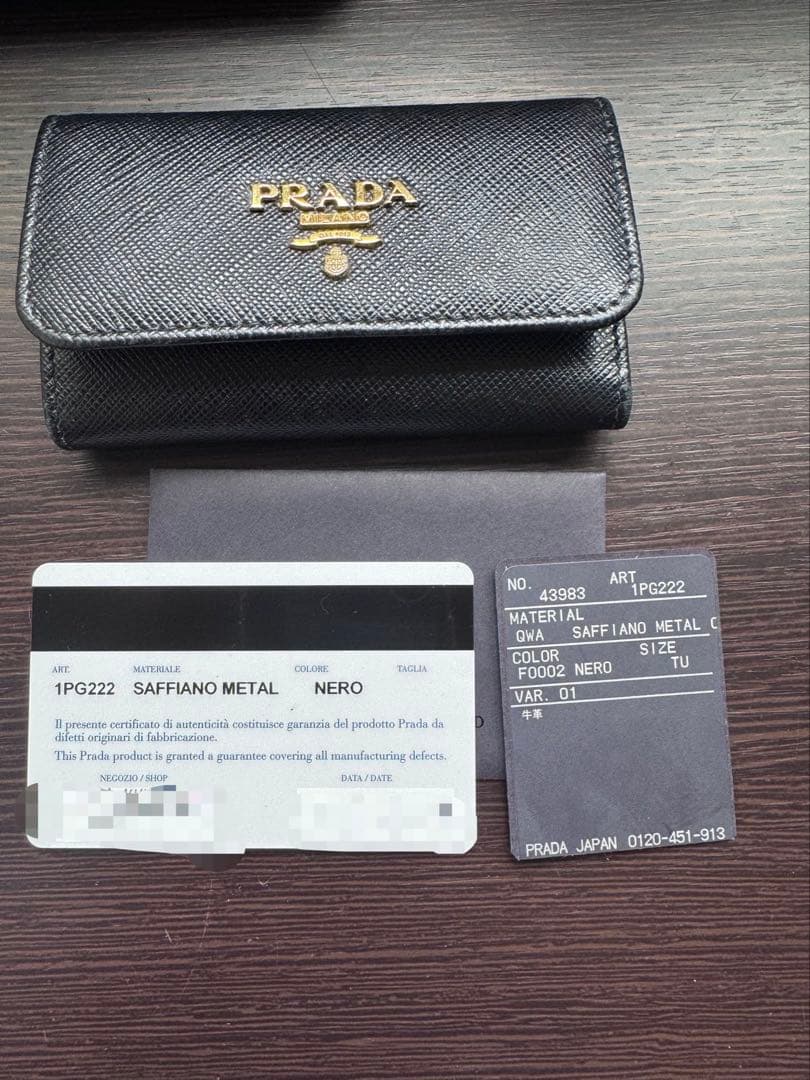 PRADA
MILANO
DAL 1913
ART. MATERIALE COLORE TAGLIA
1PG222 SAFFIANO METAL NERO
Il presente certificato di autenticità costituisce garanzia del prodotto Prada da
difetti originari di fabbricazione.
This Prada product is granted a guarantee covering all manufacturing defects.
NEGOZIO / SHOP DATA / DATE
D
NO. 43983 ART 1PG222
MATERIAL
QWA SAFFIANO METAL C
COLOR SIZE
F0002 NERO TU
VAR. 01
牛革
PRADA JAPAN 0120-451-913